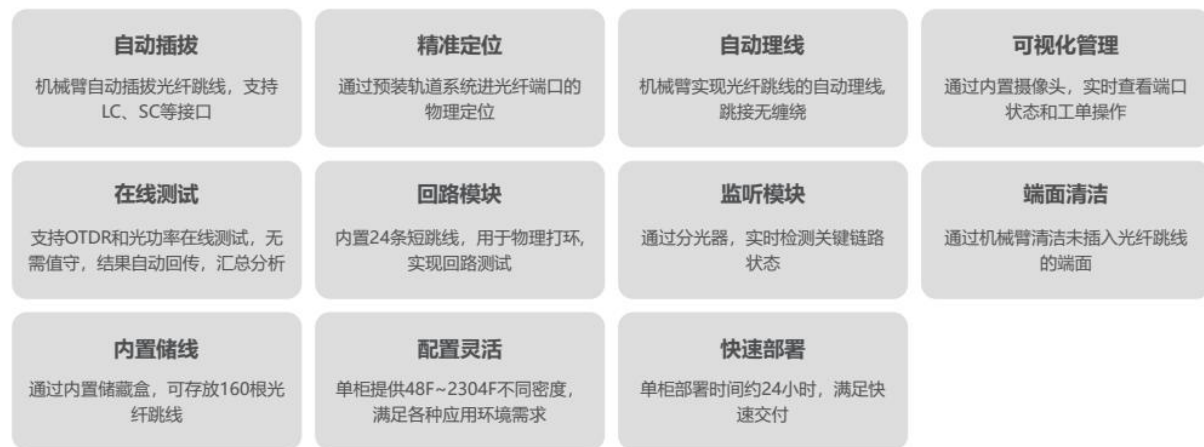 自动插拔
机械臂自动插拔光纤跳线，支持
LC、SC等接口
精准定位
通过预装轨道系统进光纤端口的
物理定位
自动理线
机械臂实现光纤跳线的自动理线,
跳接无缠绕
可视化管理
通过内置摄像头，实时查看端口
状态和工单操作
在线测试
支持OTDR和光功率在线测试，无
需值守，结果自动回传，汇总分析
回路模块
内置24条短跳线，用于物理打环,
实现回路测试
监听模块
通过分光器，实时检测关键链路
状态
端面清洁
通过机械臂清洁未插入光纤跳线
的端面
内置储线
通过内置储藏盒，可存放160根光
纤跳线
配置灵活
单柜提供48F~2304F不同密度，
满足各种应用环境需求
快速部署
单柜部署时间约24小时，满足快
速交付